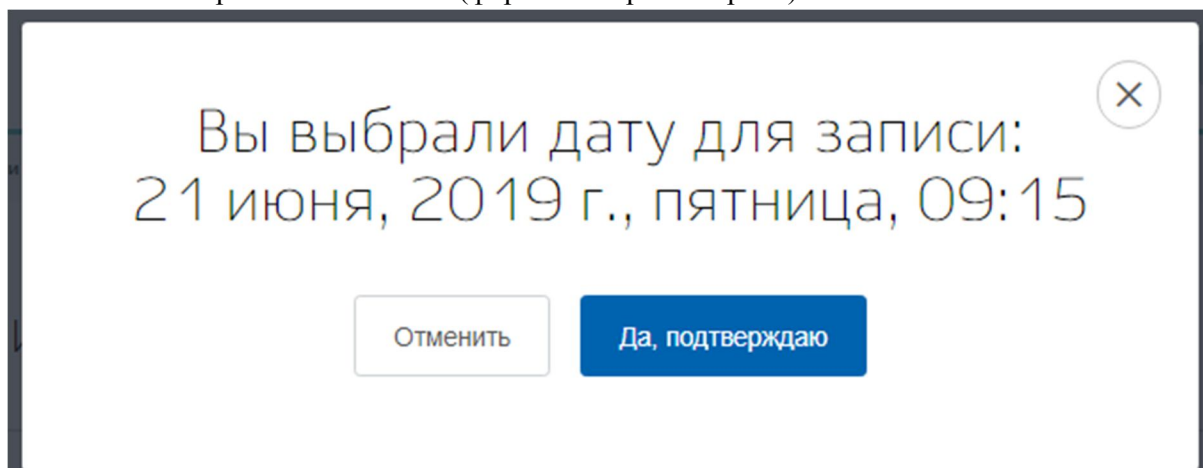 Вы выбрали дату для записи:
21 июня, 2019 г., пятница, 09:15
Отменить
Да, подтверждаю